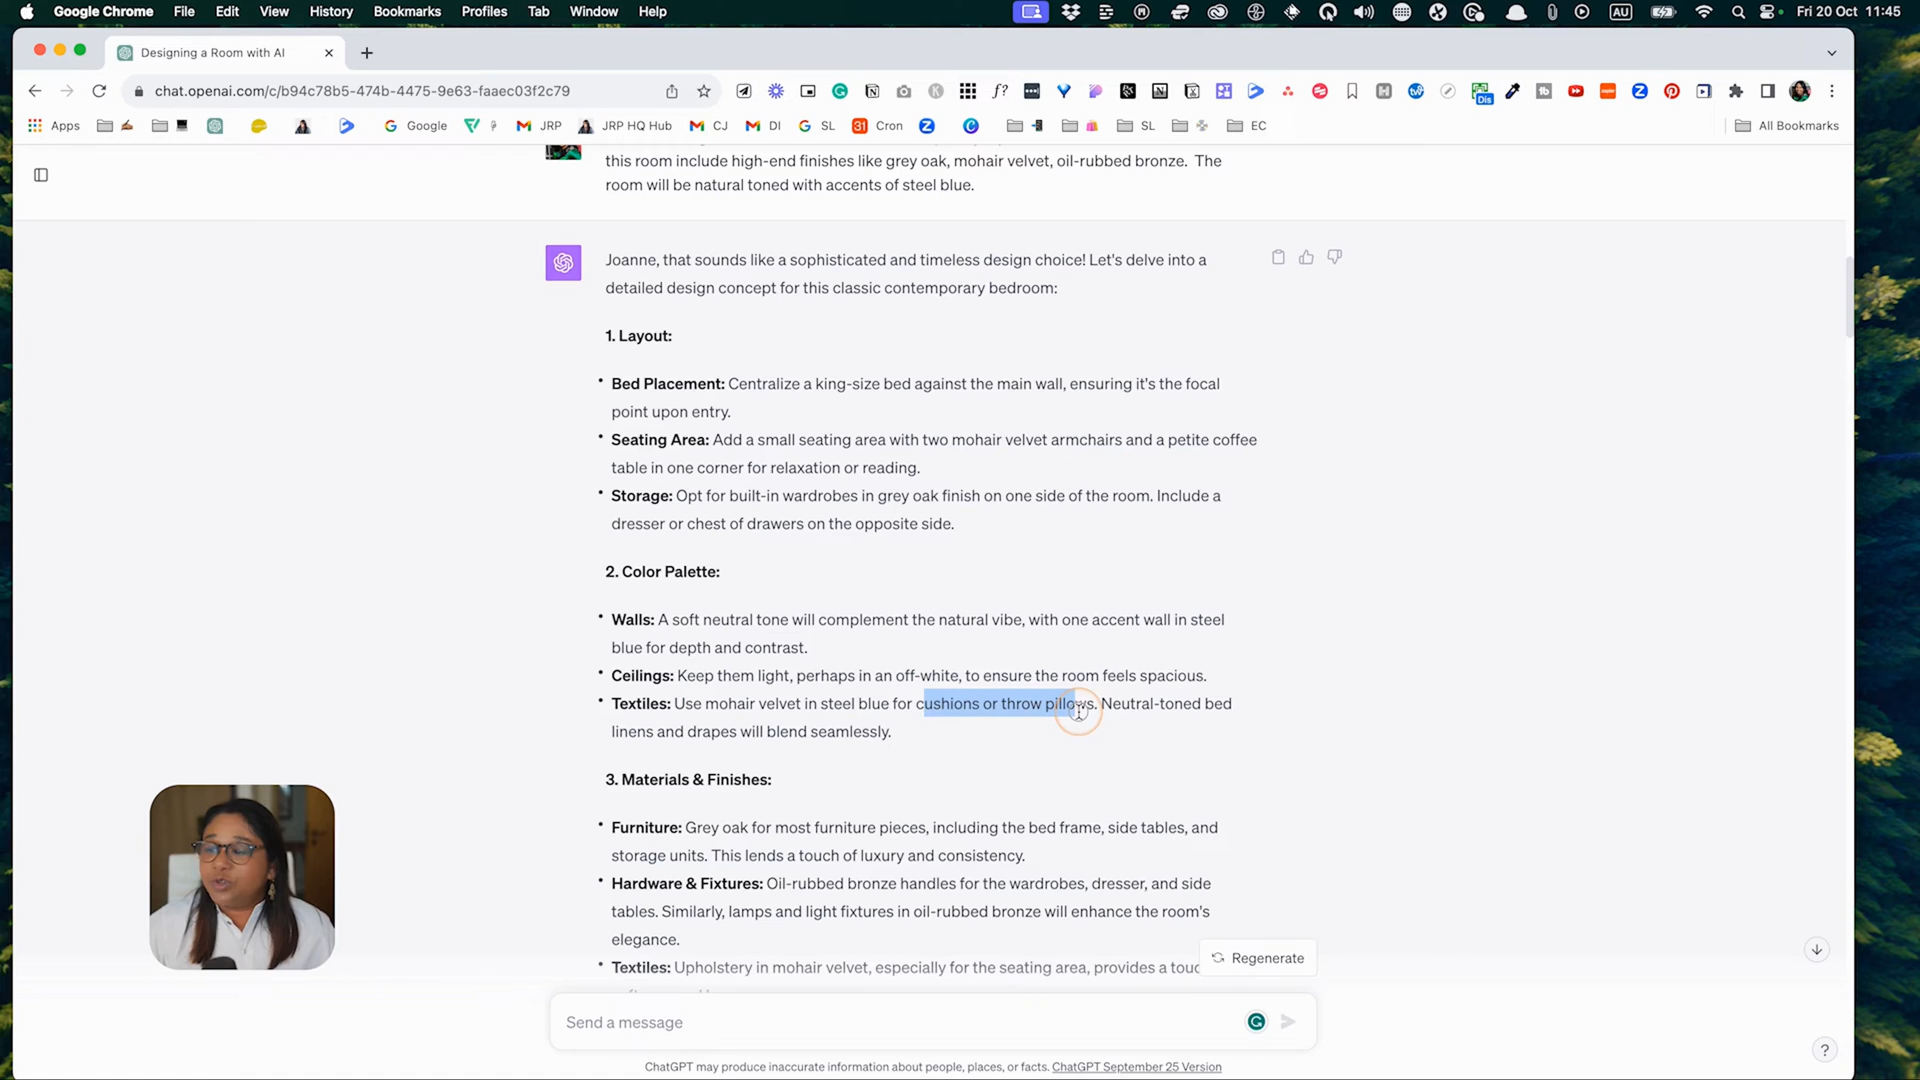 Google Chrome File Edit View History Bookmarks Profiles Tab Window Help AU Fri 20 Oct 11:45
Designing a Room with AI
chat.openai.com/c/b94c78b5-474b-4475-9e63-faaec03f2c79
Apps Google JRP JRP HQ Hub CJ DI SL 31 Cron SL EC All Bookmarks
this room include high-end finishes like grey oak, mohair velvet, oil-rubbed bronze. The
room will be natural toned with accents of steel blue.
Joanne, that sounds like a sophisticated and timeless design choice! Let's delve into a
detailed design concept for this classic contemporary bedroom:
1. Layout:
• Bed Placement: Centralize a king-size bed against the main wall, ensuring it's the focal
point upon entry.
• Seating Area: Add a small seating area with two mohair velvet armchairs and a petite coffee
table in one corner for relaxation or reading.
• Storage: Opt for built-in wardrobes in grey oak finish on one side of the room. Include a
dresser or chest of drawers on the opposite side.
2. Color Palette:
• Walls: A soft neutral tone will complement the natural vibe, with one accent wall in steel
blue for depth and contrast.
• Ceilings: Keep them light, perhaps in an off-white, to ensure the room feels spacious.
• Textiles: Use mohair velvet in steel blue for cushions or throw pillows. Neutral-toned bed
linens and drapes will blend seamlessly.
3. Materials & Finishes:
• Furniture: Grey oak for most furniture pieces, including the bed frame, side tables, and
storage units. This lends a touch of luxury and consistency.
• Hardware & Fixtures: Oil-rubbed bronze handles for the wardrobes, dresser, and side
tables. Similarly, lamps and light fixtures in oil-rubbed bronze will enhance the room's
elegance.
• Textiles: Upholstery in mohair velvet, especially for the seating area, provides a
Regenerate
Send a message
ChatGPT may produce inaccurate information about people, places, or facts. ChatGPT September 25 Version
?